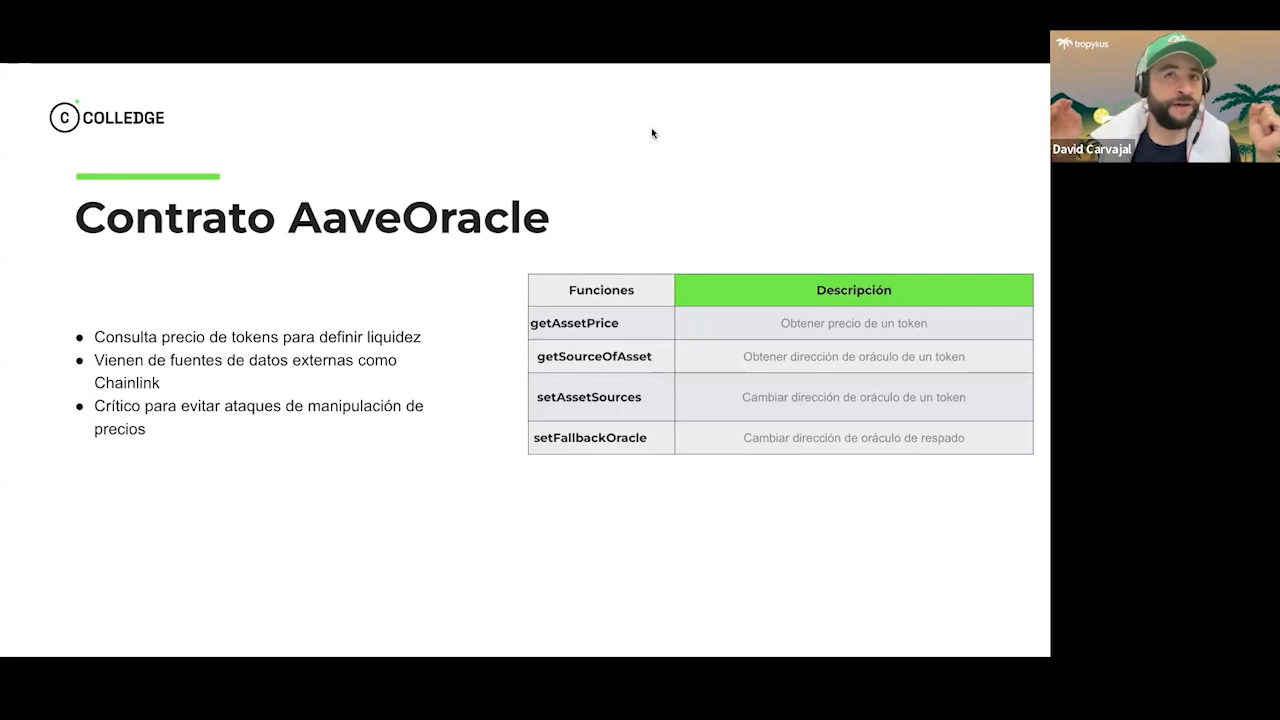 C COLLEDGE
Contrato AaveOracle
● Consulta precio de tokens para definir liquidez
● Vienen de fuentes de datos externas como
Chainlink
● Crítico para evitar ataques de manipulación de
precios
Funciones Descripción
getAssetPrice Obtener precio de un token
getSourceOfAsset Obtener dirección de oráculo de un token
setAssetSources Cambiar dirección de oráculo de un token
setFallbackOracle Cambiar dirección de oráculo de respado
tropykus
David Carvajal